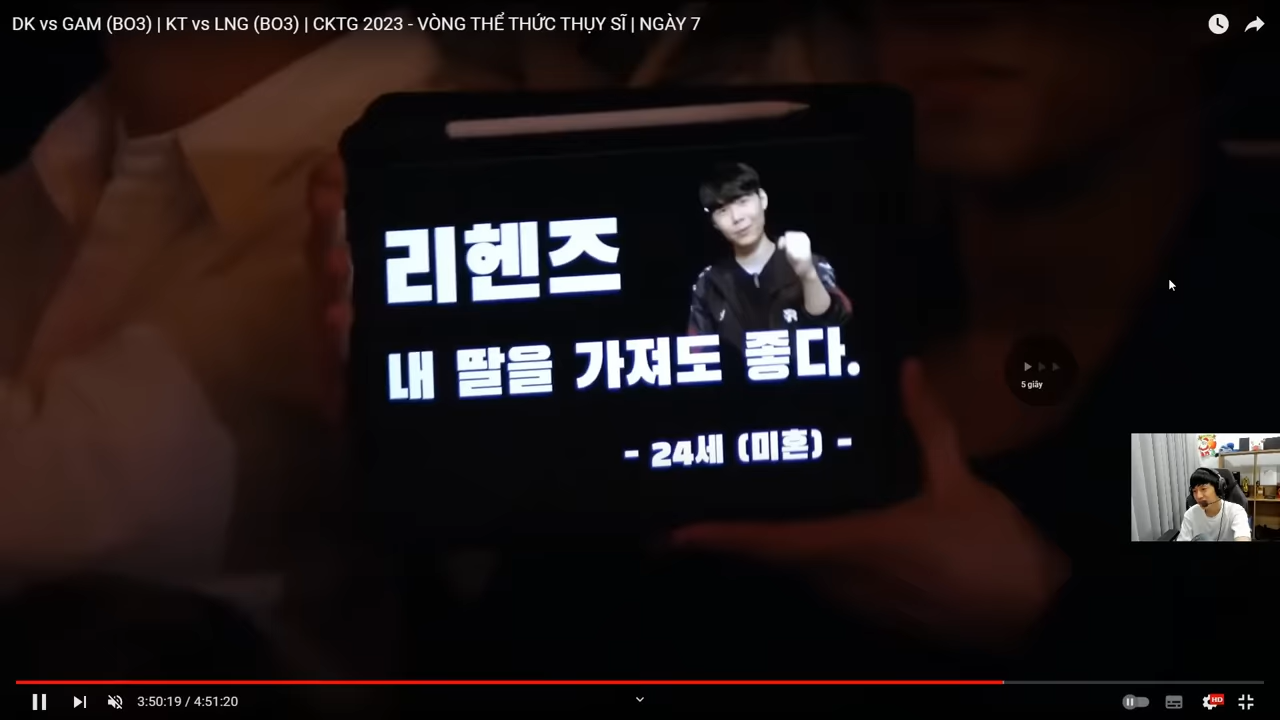 DK vs GAM (BO3) | KT vs LNG (BO3) | CKTG 2023 - VÒNG THỂ THỨC THỤY SĨ | NGÀY 7
리헨즈
내 딸을 가져도 좋다.
- 24세 (미혼) -
5 giây
3:50:19 / 4:51:20
HD